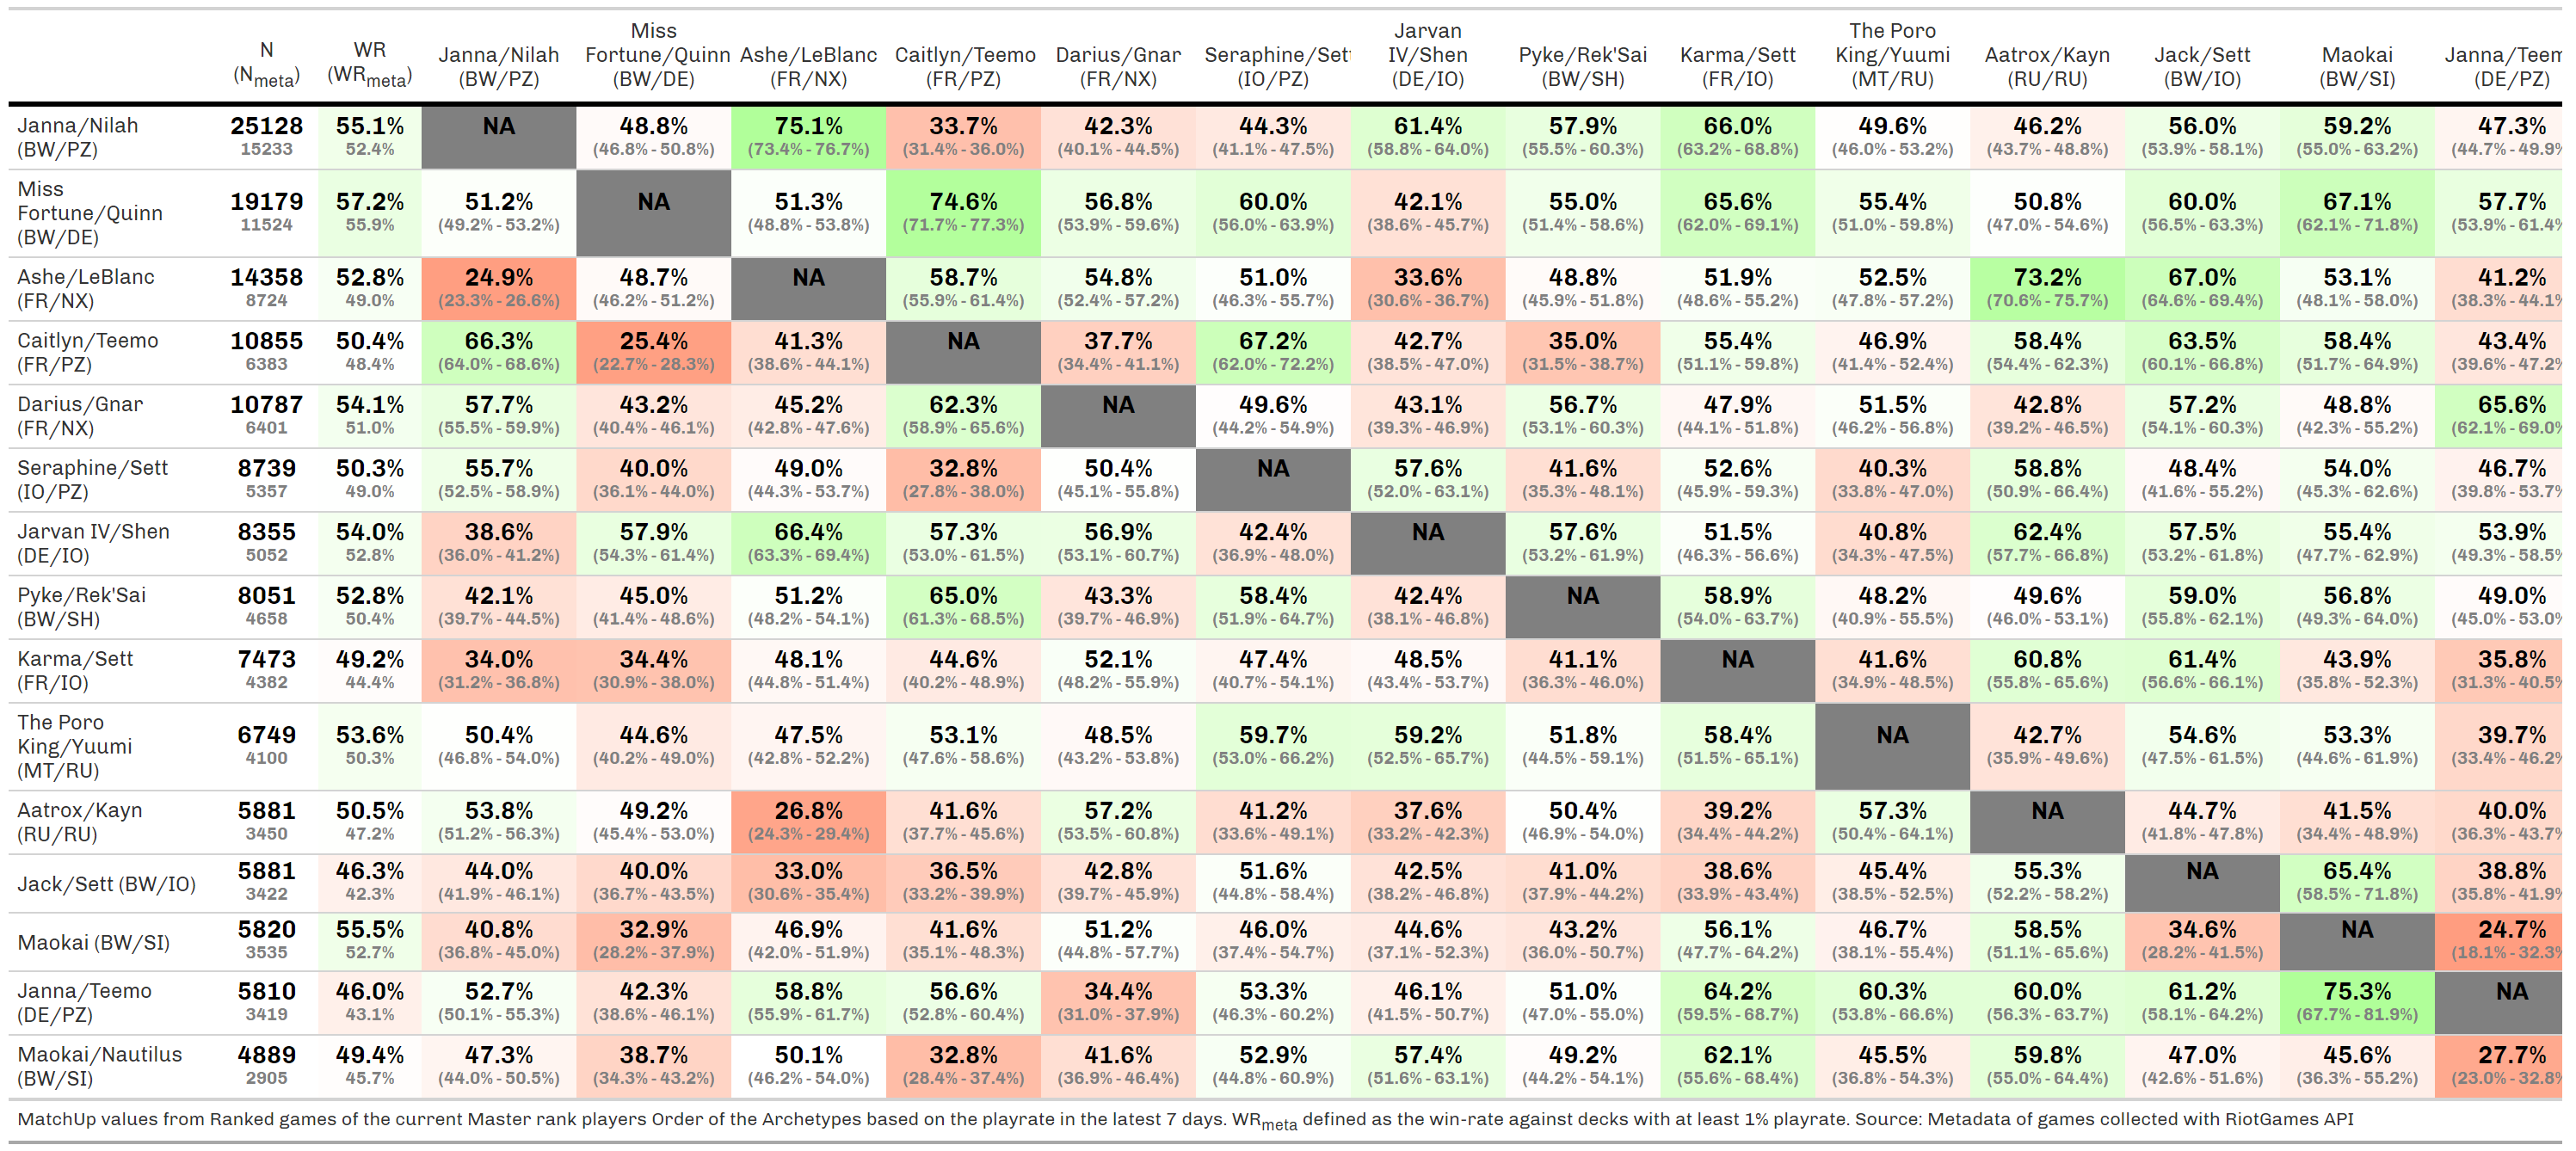 N (Nmeta) WR (WRmeta) Janna/Nilah (BW/PZ) Miss Fortune/Quinn (BW/DE) Ashe/LeBlanc (FR/NX) Caitlyn/Teemo (FR/PZ) Darius/Gnar (FR/NX) Seraphine/Sett (IO/PZ) Jarvan IV/Shen (DE/IO) Pyke/Rek'Sai (BW/SH) Karma/Sett (FR/IO) The Poro King/Yuumi (MT/RU) Aatrox/Kayn (RU/RU) Jack/Sett (BW/IO) Maokai (BW/SI) Janna/Teem (DE/PZ)
Janna/Nilah 25128 55.1% NA 48.8% 75.1% 33.7% 42.3% 44.3% 61.4% 57.9% 66.0% 49.6% 46.2% 56.0% 59.2% 47.3%
(BW/PZ) 15233 52.4% (46.8% - 50.8%) (73.4% - 76.7%) (31.4% - 36.0%) (40.1% - 44.5%) (41.1% - 47.5%) (58.8% - 64.0%) (55.5% - 60.3%) (63.2% - 68.8%) (46.0% - 53.2%) (43.7% - 48.8%) (53.9% - 58.1%) (55.0% - 63.2%) (44.7% - 49.9%
Miss
Fortune/Quinn 19179 57.2% 51.2% NA 51.3% 74.6% 56.8% 60.0% 42.1% 55.0% 65.6% 55.4% 50.8% 60.0% 67.1% 57.7%
(BW/DE) 11524 55.9% (49.2% - 53.2%) (48.8% - 53.8%) (71.7% - 77.3%) (53.9% - 59.6%) (56.0% - 63.9%) (38.6% - 45.7%) (51.4% - 58.6%) (62.0% - 69.1%) (51.0% - 59.8%) (47.0% - 54.6%) (56.5% - 63.3%) (62.1% - 71.8%) (53.9% - 61.4%
Ashe/LeBlanc 14358 52.8% 24.9% 48.7% NA 58.7% 54.8% 51.0% 33.6% 48.8% 51.9% 52.5% 73.2% 67.0% 53.1% 41.2%
(FR/NX) 8724 49.0% (23.3% - 26.6%) (46.2% - 51.2%) (55.9% - 61.4%) (52.4% - 57.2%) (46.3% - 55.7%) (30.6% - 36.7%) (45.9% - 51.8%) (48.6% - 55.2%) (47.8% - 57.2%) (70.6% - 75.7%) (64.6% - 69.4%) (48.1% - 58.0%) (38.3% - 44.1%
Caitlyn/Teemo 10855 50.4% 66.3% 25.4% 41.3% NA 37.7% 67.2% 42.7% 35.0% 55.4% 46.9% 58.4% 63.5% 58.4% 43.4%
(FR/PZ) 6383 48.4% (64.0% - 68.6%) (22.7% - 28.3%) (38.6% - 44.1%) (34.4% - 41.1%) (62.0% - 72.2%) (38.5% - 47.0%) (31.5% - 38.7%) (51.1% - 59.8%) (41.4% - 52.4%) (54.4% - 62.3%) (60.1% - 66.8%) (51.7% - 64.9%) (39.6% - 47.2%
Darius/Gnar 10787 54.1% 57.7% 43.2% 45.2% 62.3% NA 49.6% 43.1% 56.7% 47.9% 51.5% 42.8% 57.2% 48.8% 65.6%
(FR/NX) 6401 51.0% (55.5% - 59.9%) (40.4% - 46.1%) (42.8% - 47.6%) (58.9% - 65.6%) (44.2% - 54.9%) (39.3% - 46.9%) (53.1% - 60.3%) (44.1% - 51.8%) (46.2% - 56.8%) (39.2% - 46.5%) (54.1% - 60.3%) (42.3% - 55.2%) (62.1% - 69.0%
Seraphine/Sett 8739 50.3% 55.7% 40.0% 49.0% 32.8% 50.4% NA 57.6% 41.6% 52.6% 40.3% 58.8% 48.4% 54.0% 46.7%
(IO/PZ) 5357 49.0% (52.5% - 58.9%) (36.1% - 44.0%) (44.3% - 53.7%) (27.8% - 38.0%) (45.1% - 55.8%) (52.0% - 63.1%) (35.3% - 48.1%) (45.9% - 59.3%) (33.8% - 47.0%) (50.9% - 66.4%) (41.6% - 55.2%) (45.3% - 62.6%) (39.8% - 53.7%
Jarvan IV/Shen 8355 54.0% 38.6% 57.9% 66.4% 57.3% 56.9% 42.4% NA 57.6% 51.5% 40.8% 62.4% 57.5% 55.4% 53.9%
(DE/IO) 5052 52.8% (36.0% - 41.2%) (54.3% - 61.4%) (63.3% - 69.4%) (53.0% - 61.5%) (53.1% - 60.7%) (36.9% - 48.0%) (53.2% - 61.9%) (46.3% - 56.6%) (34.3% - 47.5%) (57.7% - 66.8%) (53.2% - 61.8%) (47.7% - 62.9%) (49.3% - 58.5%
Pyke/Rek'Sai 8051 52.8% 42.1% 45.0% 51.2% 65.0% 43.3% 58.4% 42.4% NA 58.9% 48.2% 49.6% 59.0% 56.8% 49.0%
(BW/SH) 4658 50.4% (39.7% - 44.5%) (41.4% - 48.6%) (48.2% - 54.1%) (61.3% - 68.5%) (39.7% - 46.9%) (51.9% - 64.7%) (38.1% - 46.8%) (54.0% - 63.7%) (40.9% - 55.5%) (46.0% - 53.1%) (55.8% - 62.1%) (49.3% - 64.0%) (45.0% - 53.0%
Karma/Sett 7473 49.2% 34.0% 34.4% 48.1% 44.6% 52.1% 47.4% 48.5% 41.1% NA 41.6% 60.8% 61.4% 43.9% 35.8%
(FR/IO) 4382 44.4% (31.2% - 36.8%) (30.9% - 38.0%) (44.8% - 51.4%) (40.2% - 48.9%) (48.2% - 55.9%) (40.7% - 54.1%) (43.4% - 53.7%) (36.3% - 46.0%) (34.9% - 48.5%) (55.8% - 65.6%) (56.6% - 66.1%) (35.8% - 52.3%) (31.3% - 40.5%
The Poro
King/Yuumi 6749 53.6% 50.4% 44.6% 47.5% 53.1% 48.5% 59.7% 59.2% 51.8% 58.4% NA 42.7% 54.6% 53.3% 39.7%
(MT/RU) 4100 50.3% (46.8% - 54.0%) (40.2% - 49.0%) (42.8% - 52.2%) (47.6% - 58.6%) (43.2% - 53.8%) (53.0% - 66.2%) (52.5% - 65.7%) (44.5% - 59.1%) (51.5% - 65.1%) (35.9% - 49.6%) (47.5% - 61.5%) (44.6% - 61.9%) (33.4% - 46.2%
Aatrox/Kayn 5881 50.5% 53.8% 49.2% 26.8% 41.6% 57.2% 41.2% 37.6% 50.4% 39.2% 57.3% NA 44.7% 41.5% 40.0%
(RU/RU) 3450 47.2% (51.2% - 56.3%) (45.4% - 53.0%) (24.3% - 29.4%) (37.7% - 45.6%) (53.5% - 60.8%) (33.6% - 49.1%) (33.2% - 42.3%) (46.9% - 54.0%) (34.4% - 44.2%) (50.4% - 64.1%) (41.8% - 47.8%) (34.4% - 48.9%) (36.3% - 43.7%
Jack/Sett (BW/IO) 5881 46.3% 44.0% 40.0% 33.0% 36.5% 42.8% 51.6% 42.5% 41.0% 38.6% 45.4% 55.3% NA 65.4% 38.8%
3422 42.3% (41.9% - 46.1%) (36.7% - 43.5%) (30.6% - 35.4%) (33.2% - 39.9%) (39.7% - 45.9%) (44.8% - 58.4%) (38.2% - 46.8%) (37.9% - 44.2%) (33.9% - 43.4%) (38.5% - 52.5%) (52.2% - 58.2%) (58.5% - 71.8%) (35.8% - 41.9%
Maokai (BW/SI) 5820 55.5% 40.8% 32.9% 46.9% 41.6% 51.2% 46.0% 44.6% 43.2% 56.1% 46.7% 58.5% 34.6% NA 24.7%
3535 52.7% (36.8% - 45.0%) (28.2% - 37.9%) (42.0% - 51.9%) (35.1% - 48.3%) (44.8% - 57.7%) (37.4% - 54.7%) (37.1% - 52.3%) (36.0% - 50.7%) (47.7% - 64.2%) (38.1% - 55.4%) (51.1% - 65.6%) (28.2% - 41.5%) (18.1% - 32.3%
Janna/Teemo 5810 46.0% 52.7% 42.3% 58.8% 56.6% 34.4% 53.3% 46.1% 51.0% 64.2% 60.3% 60.0% 61.2% 75.3% NA
(DE/PZ) 3419 43.1% (50.1% - 55.3%) (38.6% - 46.1%) (55.9% - 61.7%) (52.8% - 60.4%) (31.0% - 37.9%) (46.3% - 60.2%) (41.5% - 50.7%) (47.0% - 55.0%) (59.5% - 68.7%) (53.8% - 66.6%) (56.3% - 63.7%) (58.1% - 64.2%) (67.7% - 81.9%)
Maokai/Nautilus 4889 49.4% 47.3% 38.7% 50.1% 32.8% 41.6% 52.9% 57.4% 49.2% 62.1% 45.5% 59.8% 47.0% 45.6% 27.7%
(BW/SI) 2905 45.7% (44.0% - 50.5%) (34.3% - 43.2%) (46.2% - 54.0%) (28.4% - 37.4%) (36.9% - 46.4%) (44.8% - 60.9%) (51.6% - 63.1%) (44.2% - 54.1%) (55.6% - 68.4%) (36.8% - 54.3%) (55.0% - 64.4%) (42.6% - 51.6%) (36.3% - 55.2%) (23.0% - 32.8%
MatchUp values from Ranked games of the current Master rank players Order of the Archetypes based on the playrate in the latest 7 days. WRmeta defined as the win-rate against decks with at least 1% playrate. Source: Metadata of games collected with RiotGames API